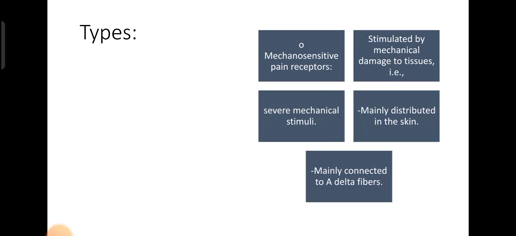 Types:
o
Mechanosensitive
pain receptors:
Stimulated by
mechanical
damage to tissues,
i.e.,
severe mechanical
stimuli.
-Mainly distributed
in the skin.
-Mainly connected
to A delta fibers.